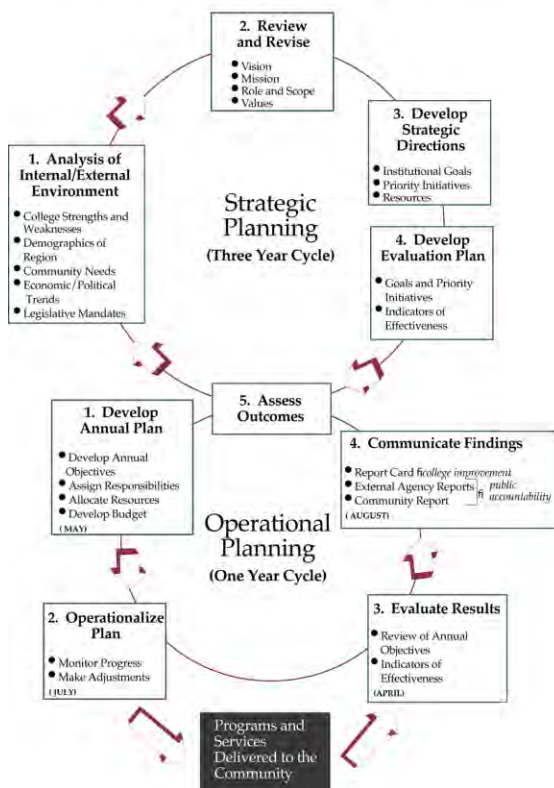 2. Review
and Revise
● Vision
● Mission
● Role and Scope
● Values
3. Develop
Strategic
Directions
● Institutional Goals
● Priority Initiatives
● Resources
1. Analysis of
Internal/External
Environment
● College Strengths and
Weaknesses
● Demographics of
Region
● Community Needs
● Economic/Political
Trends
● Legislative Mandates
Strategic
Planning
(Three Year Cycle)
4. Develop
Evaluation Plan
● Goals and Priority
Initiatives
● Indicators of
Effectiveness
5. Assess
Outcomes
1. Develop
Annual Plan
● Develop Annual
Objectives
● Assign Responsibilities
● Allocate Resources
● Develop Budget
(MAY)
4. Communicate Findings
● Report Card fi college improvement
● External Agency Reports
● Community Report
fi public
accountability
(AUGUST)
Operational
Planning
(One Year Cycle)
2. Operationalize
Plan
● Monitor Progress
● Make Adjustments
(JULY)
3. Evaluate Results
● Review of Annual
Objectives
● Indicators of
Effectiveness
(APRIL)
Programs and
Services
Delivered to the
Community